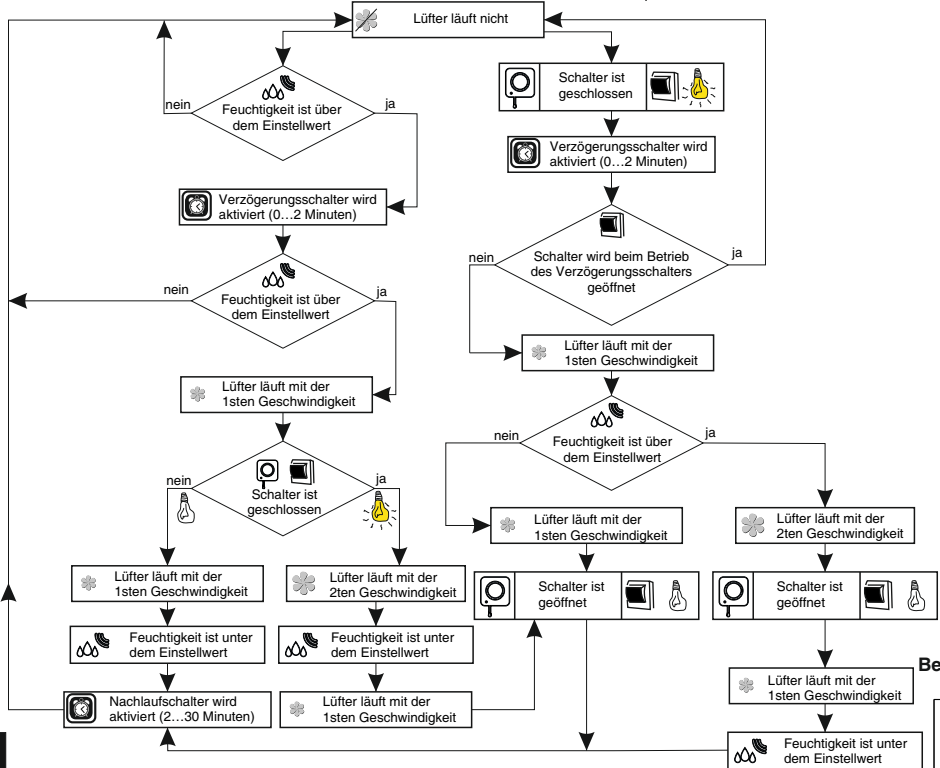 Lüfter läuft nicht
nein
Feuchtigkeit ist über
dem Einstellwert
ja
Verzögerungsschalter wird
aktiviert (0...2 Minuten)
nein
Feuchtigkeit ist über
dem Einstellwert
ja
Lüfter läuft mit der
1sten Geschwindigkeit
nein
Schalter ist
geschlossen
ja
Lüfter läuft mit der
1sten Geschwindigkeit
Feuchtigkeit ist unter
dem Einstellwert
Nachlaufschalter wird
aktiviert (2...30 Minuten)
Lüfter läuft mit der
2ten Geschwindigkeit
Feuchtigkeit ist unter
dem Einstellwert
Lüfter läuft mit der
1sten Geschwindigkeit
Schalter ist
geschlossen
Verzögerungsschalter wird
aktiviert (0...2 Minuten)
nein
Schalter wird beim Betrieb
des Verzögerungsschalters
geöffnet
ja
Lüfter läuft mit der
1sten Geschwindigkeit
nein
Feuchtigkeit ist über
dem Einstellwert
ja
Lüfter läuft mit der
1sten Geschwindigkeit
Schalter ist
geöffnet
Lüfter läuft mit der
2ten Geschwindigkeit
Schalter ist
geöffnet
Lüfter läuft mit der
1sten Geschwindigkeit
Feuchtigkeit ist unter
dem Einstellwert
Be